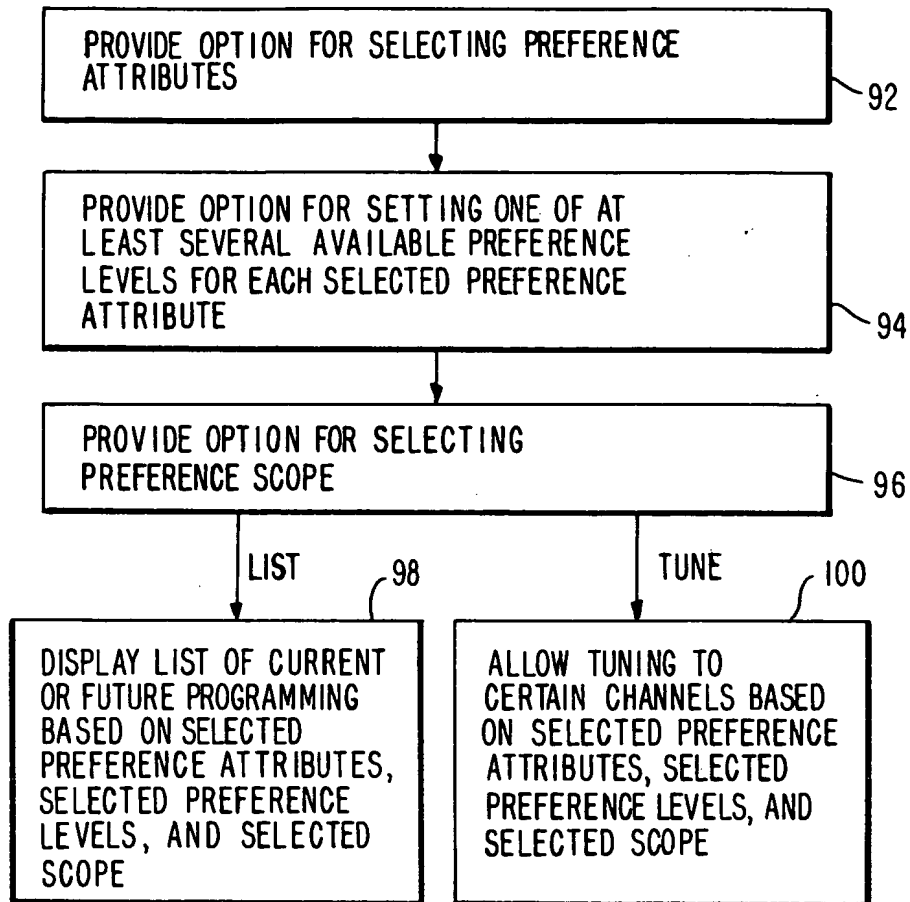 PROVIDE OPTION FOR SELECTING PREFERENCE
ATTRIBUTES
92
PROVIDE OPTION FOR SETTING ONE OF AT
LEAST SEVERAL AVAILABLE PREFERENCE
LEVELS FOR EACH SELECTED PREFERENCE
ATTRIBUTE
94
PROVIDE OPTION FOR SELECTING
PREFERENCE SCOPE
96
LIST
98
TUNE
100
DISPLAY LIST OF CURRENT
OR FUTURE PROGRAMMING
BASED ON SELECTED
PREFERENCE ATTRIBUTES,
SELECTED PREFERENCE
LEVELS, AND SELECTED
SCOPE
ALLOW TUNING TO
CERTAIN CHANNELS BASED
ON SELECTED PREFERENCE
ATTRIBUTES, SELECTED
PREFERENCE LEVELS, AND
SELECTED SCOPE